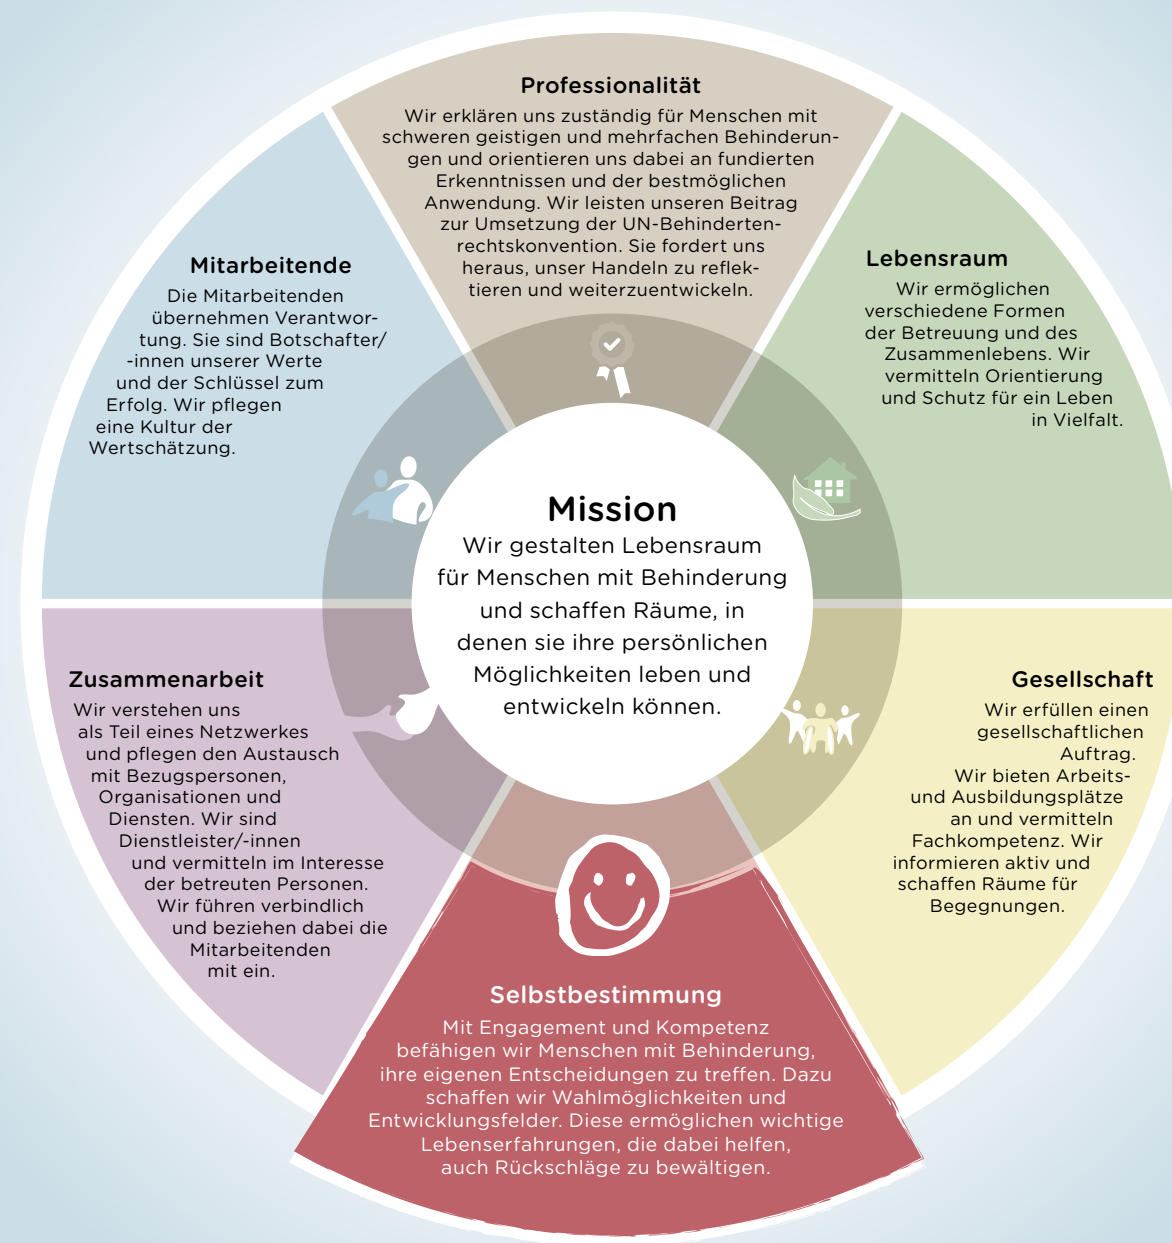 Professionalität
Wir erklären uns zuständig für Menschen mit
schweren geistigen und mehrfachen Behinderun-
gen und orientieren uns dabei an fundierten
Erkenntnissen und der bestmöglichen
Anwendung. Wir leisten unseren Beitrag
zur Umsetzung der UN-Behinderten-
rechtskonvention. Sie fordert uns
heraus, unser Handeln zu reflek-
tieren und weiterzuentwickeln.
Mitarbeitende
Die Mitarbeitenden
übernehmen Verantwor-
tung. Sie sind Botschafter/
-innen unserer Werte
und der Schlüssel zum
Erfolg. Wir pflegen
eine Kultur der
Wertschätzung.
Lebensraum
Wir ermöglichen
verschiedene Formen
der Betreuung und des
Zusammenlebens. Wir
vermitteln Orientierung
und Schutz für ein Leben
in Vielfalt.
Mission
Wir gestalten Lebensraum
für Menschen mit Behinderung
und schaffen Räume, in
denen sie ihre persönlichen
Möglichkeiten leben und
entwickeln können.
Zusammenarbeit
Wir verstehen uns
als Teil eines Netzwerkes
und pflegen den Austausch
mit Bezugspersonen,
Organisationen und
Diensten. Wir sind
Dienstleister/-innen
und vermitteln im Interesse
der betreuten Personen.
Wir führen verbindlich
und beziehen dabei die
Mitarbeitenden
mit ein.
Gesellschaft
Wir erfüllen einen
gesellschaftlichen
Auftrag.
Wir bieten Arbeits-
und Ausbildungsplätze
an und vermitteln
Fachkompetenz. Wir
informieren aktiv und
schaffen Räume für
Begegnungen.
Selbstbestimmung
Mit Engagement und Kompetenz
befähigen wir Menschen mit Behinderung,
ihre eigenen Entscheidungen zu treffen. Dazu
schaffen wir Wahlmöglichkeiten und
Entwicklungsfelder. Diese ermöglichen wichtige
Lebenserfahrungen, die dabei helfen,
auch Rückschläge zu bewältigen.